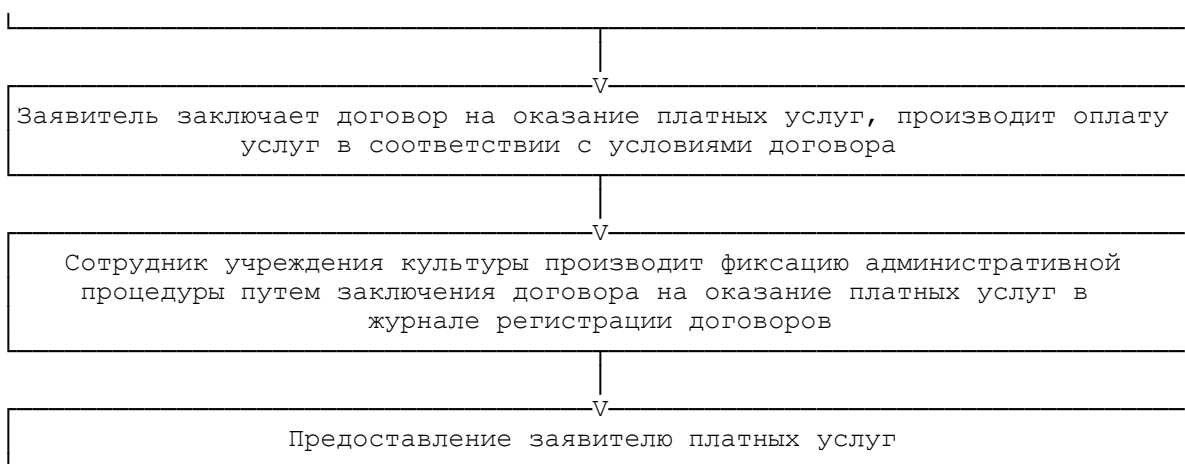 Заявитель заключает договор на оказание платных услуг, производит оплату
услуг в соответствии с условиями договора
Сотрудник учреждения культуры производит фиксацию административной
процедуры путем заключения договора на оказание платных услуг в
журнале регистрации договоров
Предоставление заявителю платных услуг